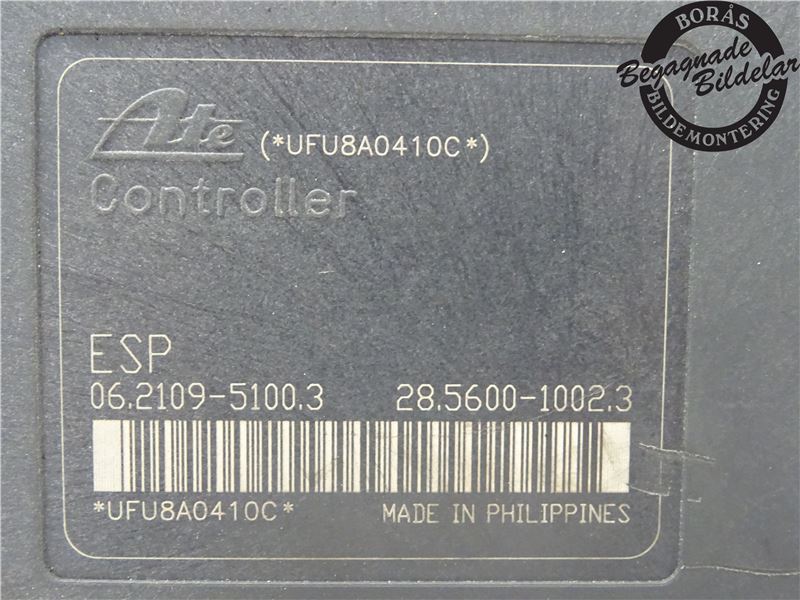 BORÅS
Begagnade
Bildelar
BILDEMONTERING
Ate (*UFU8A0410C*)
Controller
ESP
06.2109-5100.3 28.5600-1002.3
*UFU8A0410C* MADE IN PHILIPPINES